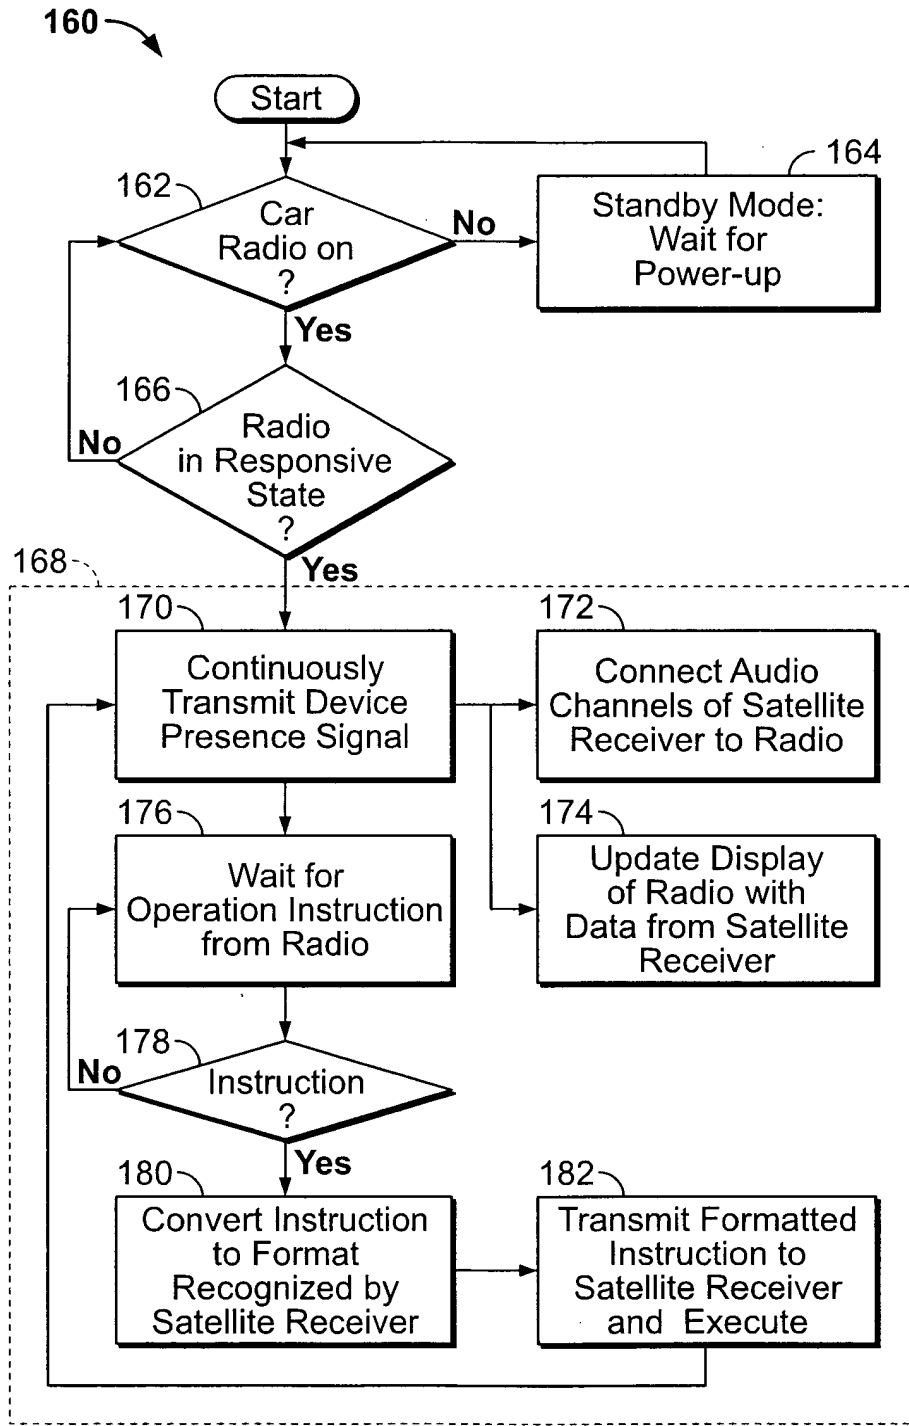 160
Start
162
Car
Radio on
?
No
164
Standby Mode:
Wait for
Power-up
Yes
166
Radio
in Responsive
State
?
No
Yes
168
170
Continuously
Transmit Device
Presence Signal
172
Connect Audio
Channels of Satellite
Receiver to Radio
174
Update Display
of Radio with
Data from Satellite
Receiver
176
Wait for
Operation Instruction
from Radio
178
Instruction
?
No
Yes
180
Convert Instruction
to Format
Recognized by
Satellite Receiver
182
Transmit Formatted
Instruction to
Satellite Receiver
and Execute